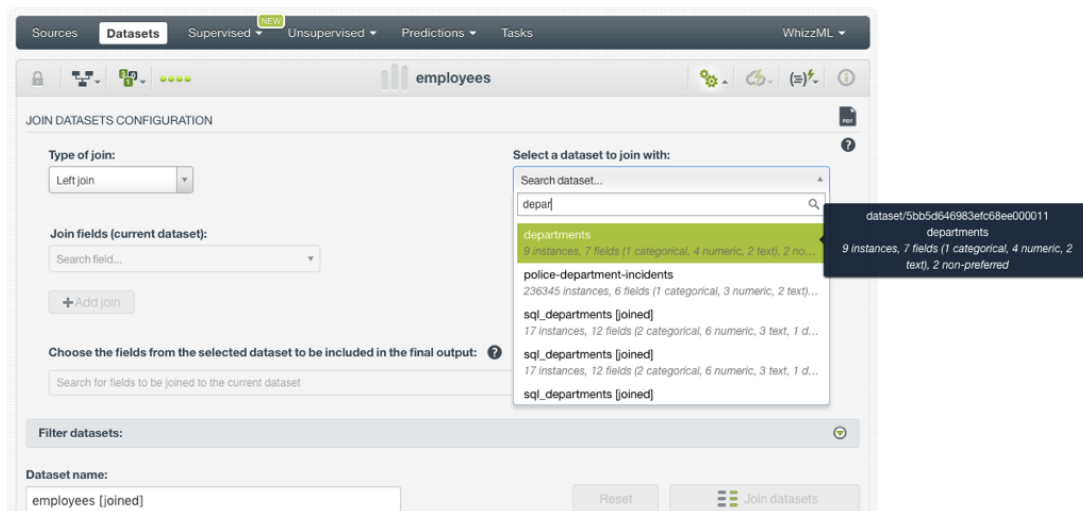 NEW
Sources Datasets Supervised Unsupervised Predictions Tasks WhizzML
employees
JOIN DATASETS CONFIGURATION
PDF
Type of join:
Left join
Select a dataset to join with:
Search dataset...
depar
departments
9 instances, 7 fields (1 categorical, 4 numeric, 2 text), 2 no...
police-department-incidents
236345 instances, 6 fields (1 categorical, 3 numeric, 2 text)...
sql_departments [joined]
17 instances, 12 fields (2 categorical, 6 numeric, 3 text, 1 d...
sql_departments [joined]
17 instances, 12 fields (2 categorical, 6 numeric, 3 text, 1 d...
sql_departments [joined]
dataset/5bb5d646983efc68ee000011
departments
9 instances, 7 fields (1 categorical, 4 numeric, 2
text), 2 non-preferred
Join fields (current dataset):
Search field...
+Add join
Choose the fields from the selected dataset to be included in the final output: ?
Search for fields to be joined to the current dataset
Filter datasets:
Dataset name:
employees [joined]
Reset
Join datasets